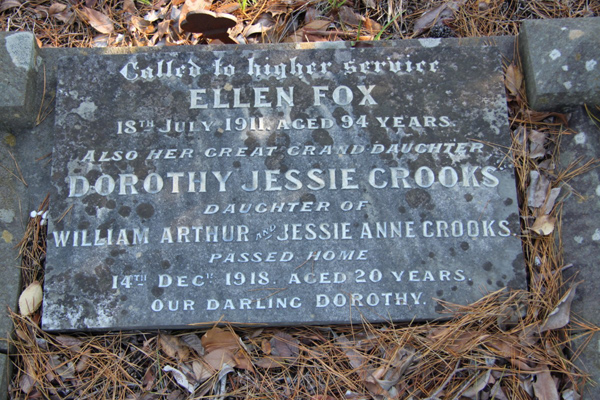 Called to higher service
ELLEN FOX
18TH JULY 1911. AGED 94 YEARS.
ALSO HER GREAT GRAND DAUGHTER
DOROTHY JESSIE CROOKS
DAUGHTER OF
WILLIAM ARTHUR AND JESSIE ANNE CROOKS.
PASSED HOME
14TH DECR 1918. AGED 20 YEARS.
OUR DARLING DOROTHY.